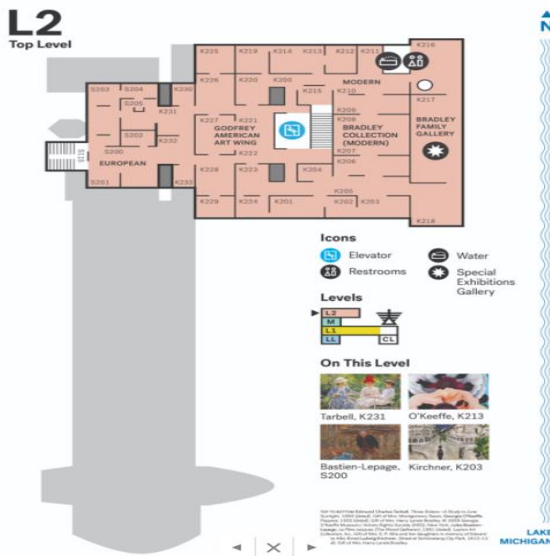 L2
Top Level
N
K225
K219
K214
K213
K212
K211
K216
K226
K220
K200
MODERN
S203
S204
K230
K215
K210
K217
S205
K231
K209
K227
K221
K208
GODFREY
AMERICAN
ART WING
BRADLEY
COLLECTION
(MODERN)
BRADLEY
FAMILY
GALLERY
S202
K232
S200
K222
K207
EUROPEAN
K206
K228
K223
K204
S201
K233
K205
K229
K224
K201
K202
K203
K218
Icons
Elevator
Water
Restrooms
Special
Exhibitions
Gallery
Levels
L2
M
L1
LL
CL
On This Level
Tarbell, K231
O'Keeffe, K213
Bastien-Lepage,
S200
Kirchner, K203
LAKE
MICHIGAN